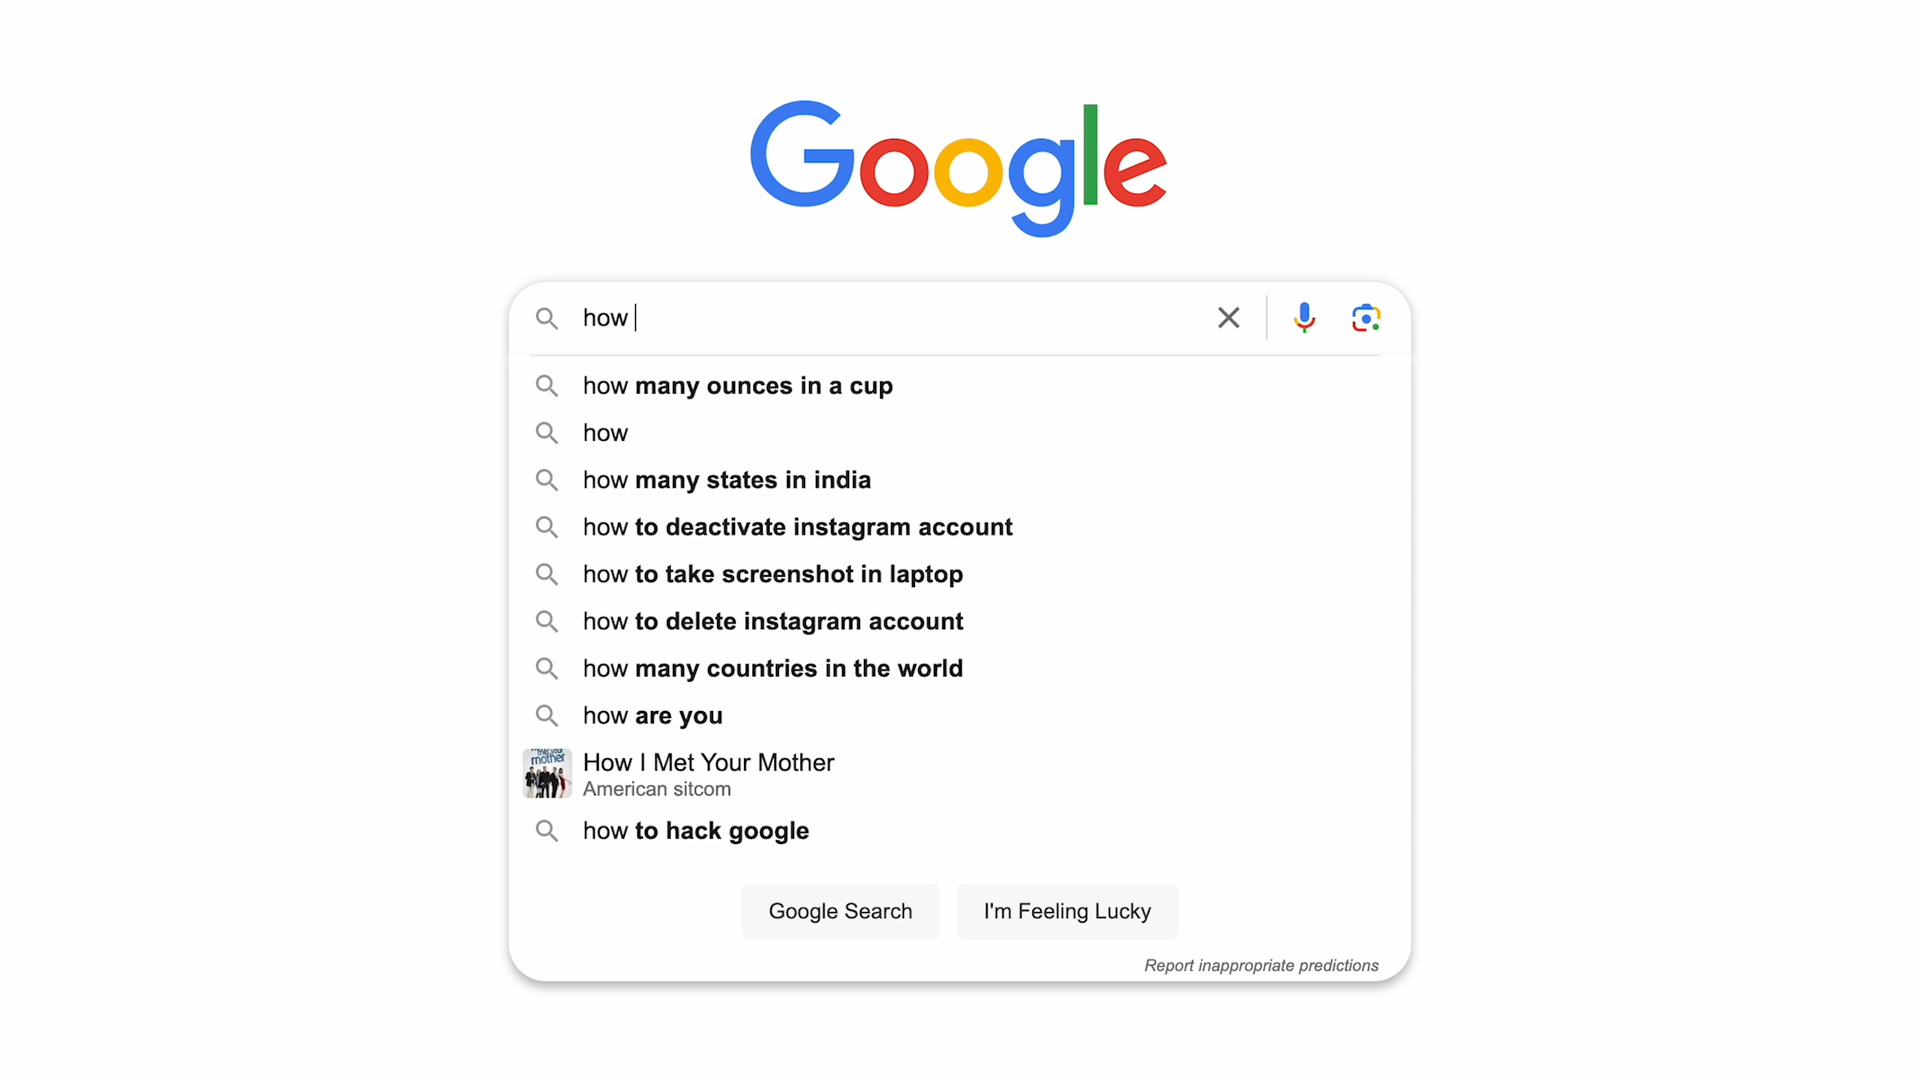 Google
how
how many ounces in a cup
how
how many states in india
how to deactivate instagram account
how to take screenshot in laptop
how to delete instagram account
how many countries in the world
how are you
mother
How I Met Your Mother
American sitcom
how to hack google
Google Search
I'm Feeling Lucky
Report inappropriate predictions